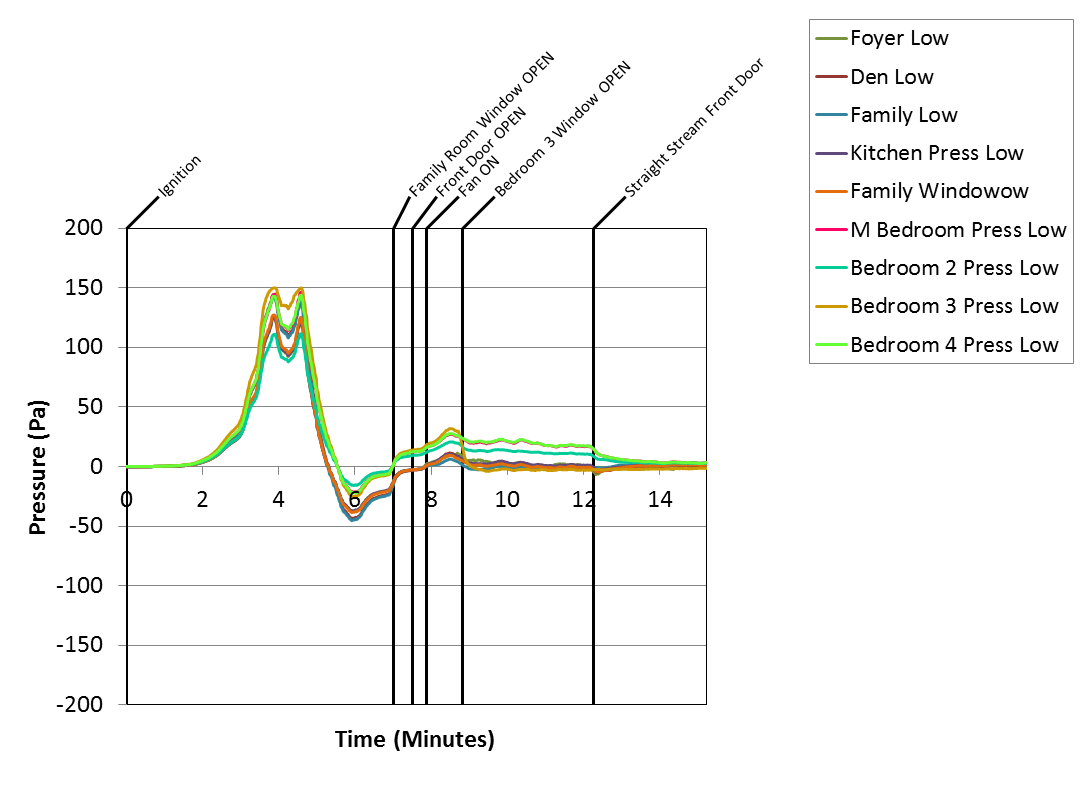 Ignition
Family Room Window OPEN
Front Door OPEN
Fan ON
Bedroom 3 Window OPEN
Straight Stream Front Door
Foyer Low
Den Low
Family Low
Kitchen Press Low
Family Windowow
M Bedroom Press Low
Bedroom 2 Press Low
Bedroom 3 Press Low
Bedroom 4 Press Low
200
150
100
50
0
-50
-100
-150
-200
Pressure (Pa)
0 2 4 6 8 10 12 14
Time (Minutes)